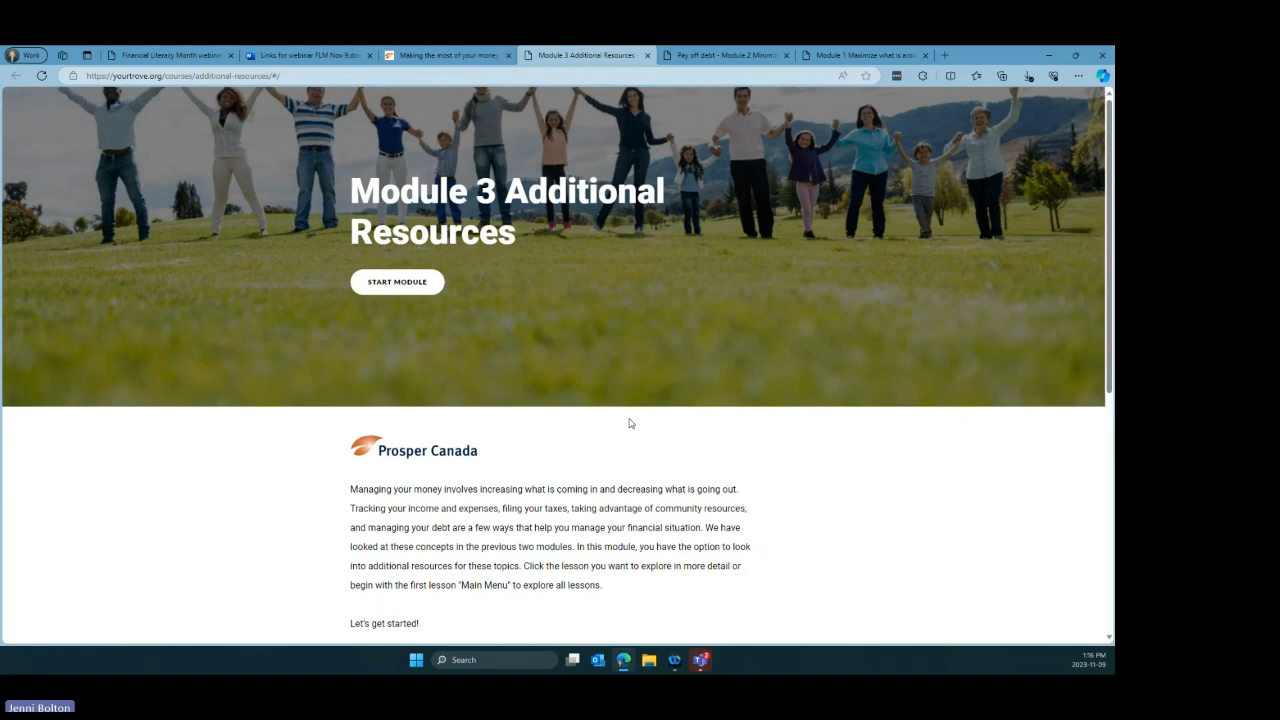 Work
Financial Literacy Month webina
Links for webinar FLM Nov 9.doc
Making the most of your money
Module 3 Additional Resources
Pay off debt - Module 2 Minimi
Module 1 Maximize what is arou
https://yourtrove.org/courses/additional-resources/#/
Module 3 Additional
Resources
START MODULE
Prosper Canada
Managing your money involves increasing what is coming in and decreasing what is going out.
Tracking your income and expenses, filing your taxes, taking advantage of community resources,
and managing your debt are a few ways that help you manage your financial situation. We have
looked at these concepts in the previous two modules. In this module, you have the option to look
into additional resources for these topics. Click the lesson you want to explore in more detail or
begin with the first lesson "Main Menu" to explore all lessons.
Let's get started!
Search
2
1:16 PM
2023-11-09
Jenni Bolton